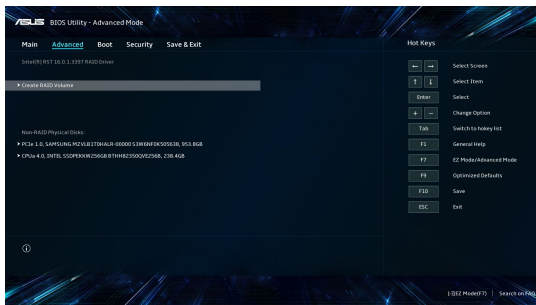 ASUS BIOS Utility - Advanced Mode
Main Advanced Boot Security Save & Exit
Hot Keys
Intel(R) RST 16.0.1.3397 RAID Driver
Create RAID Volume
Non-RAID Physical Disks:
PCIe 1.0, SAMSUNG MZVLB1T0HALR-00000 S3W6NF0K505638, 953.8GB
CPUa 4.0, INTEL SSDPEKKW256G8 BTHH82350QVE256B, 238.4GB
← → Select Screen
↑ ↓ Select Item
Enter Select
+ − Change Option
Tab Switch to hokey list
F1 General Help
F7 EZ Mode/Advanced Mode
F9 Optimized Defaults
F10 Save
ESC Exit
EZ Mode(F7) | Search on FAQ